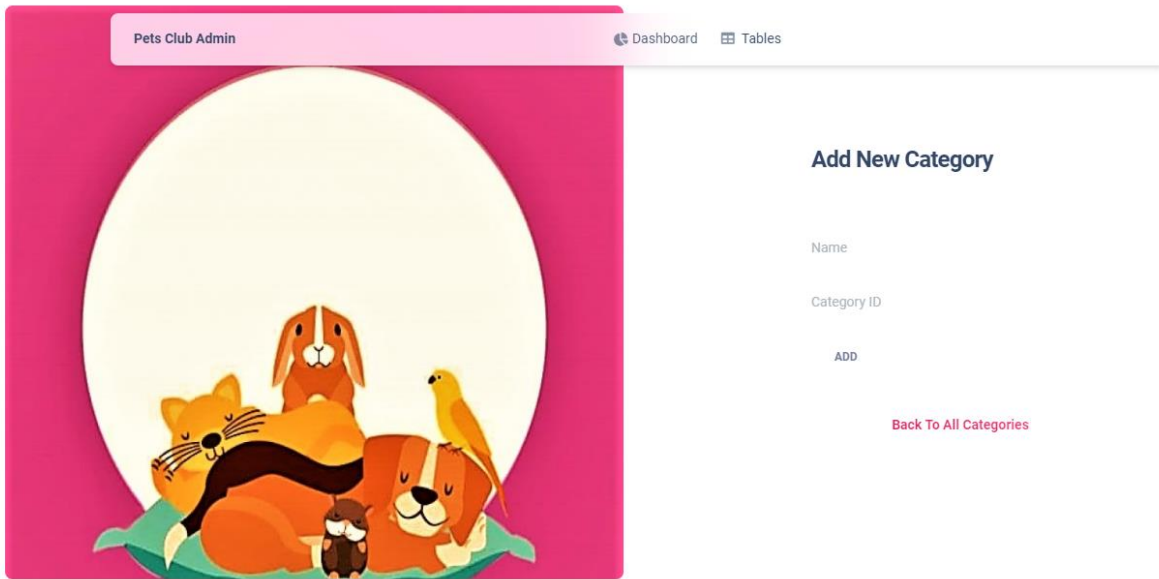 Pets Club Admin Dashboard Tables
Add New Category
Name
Category ID
ADD
Back To All Categories